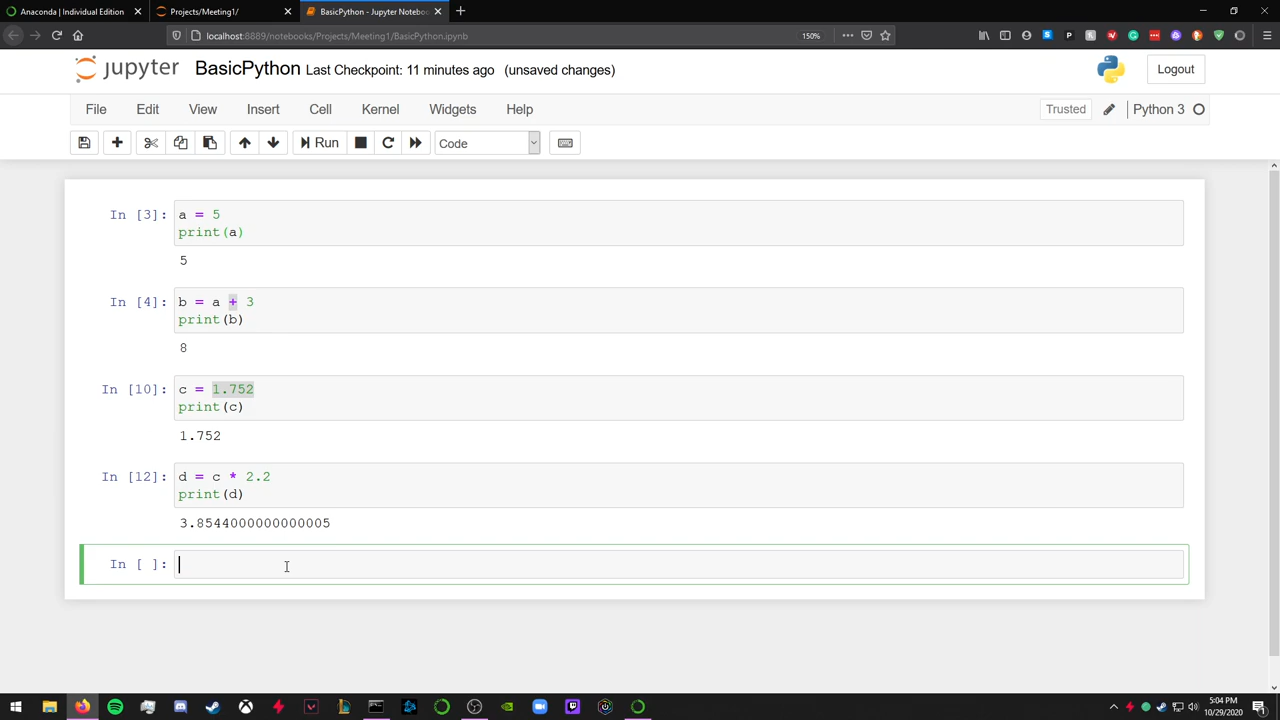 Anaconda | Individual Edition
Projects/Meeting1/
BasicPython - Jupyter Noteboo
localhost:8889/notebooks/Projects/Meeting1/BasicPython.ipynb
150%
jupyter BasicPython Last Checkpoint: 11 minutes ago (unsaved changes)
Logout
File Edit View Insert Cell Kernel Widgets Help
Trusted
Python 3
Run
Code
In [3]: a = 5
print(a)
5
In [4]: b = a + 3
print(b)
8
In [10]: c = 1.752
print(c)
1.752
In [12]: d = c * 2.2
print(d)
3.8544000000000005
In [ ]:
5:04 PM
10/29/2020